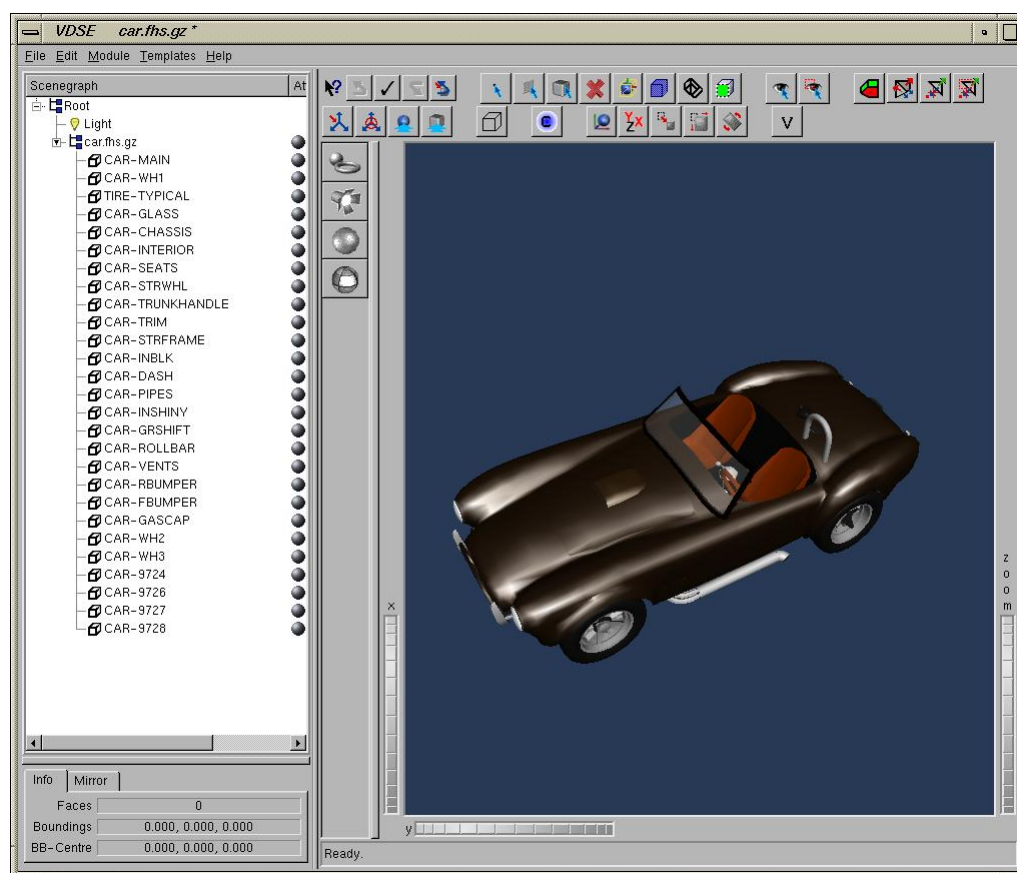 VDSE car.fhs.gz *
File Edit Module Templates Help
Scenegraph At
Root
Light
car.fhs.gz
CAR-MAIN
CAR-WH1
TIRE-TYPICAL
CAR-GLASS
CAR-CHASSIS
CAR-INTERIOR
CAR-SEATS
CAR-STRWHL
CAR-TRUNKHANDLE
CAR-TRIM
CAR-STRFRAME
CAR-INBLK
CAR-DASH
CAR-PIPES
CAR-INSHINY
CAR-GRSHIFT
CAR-ROLLBAR
CAR-VENTS
CAR-RBUMPER
CAR-FBUMPER
CAR-GASCAP
CAR-WH2
CAR-WH3
CAR-9724
CAR-9726
CAR-9727
CAR-9728
Info Mirror
Faces 0
Boundings 0.000, 0.000, 0.000
BB-Centre 0.000, 0.000, 0.000
?
C
YX
Z
V
x
y
zoom
Ready.